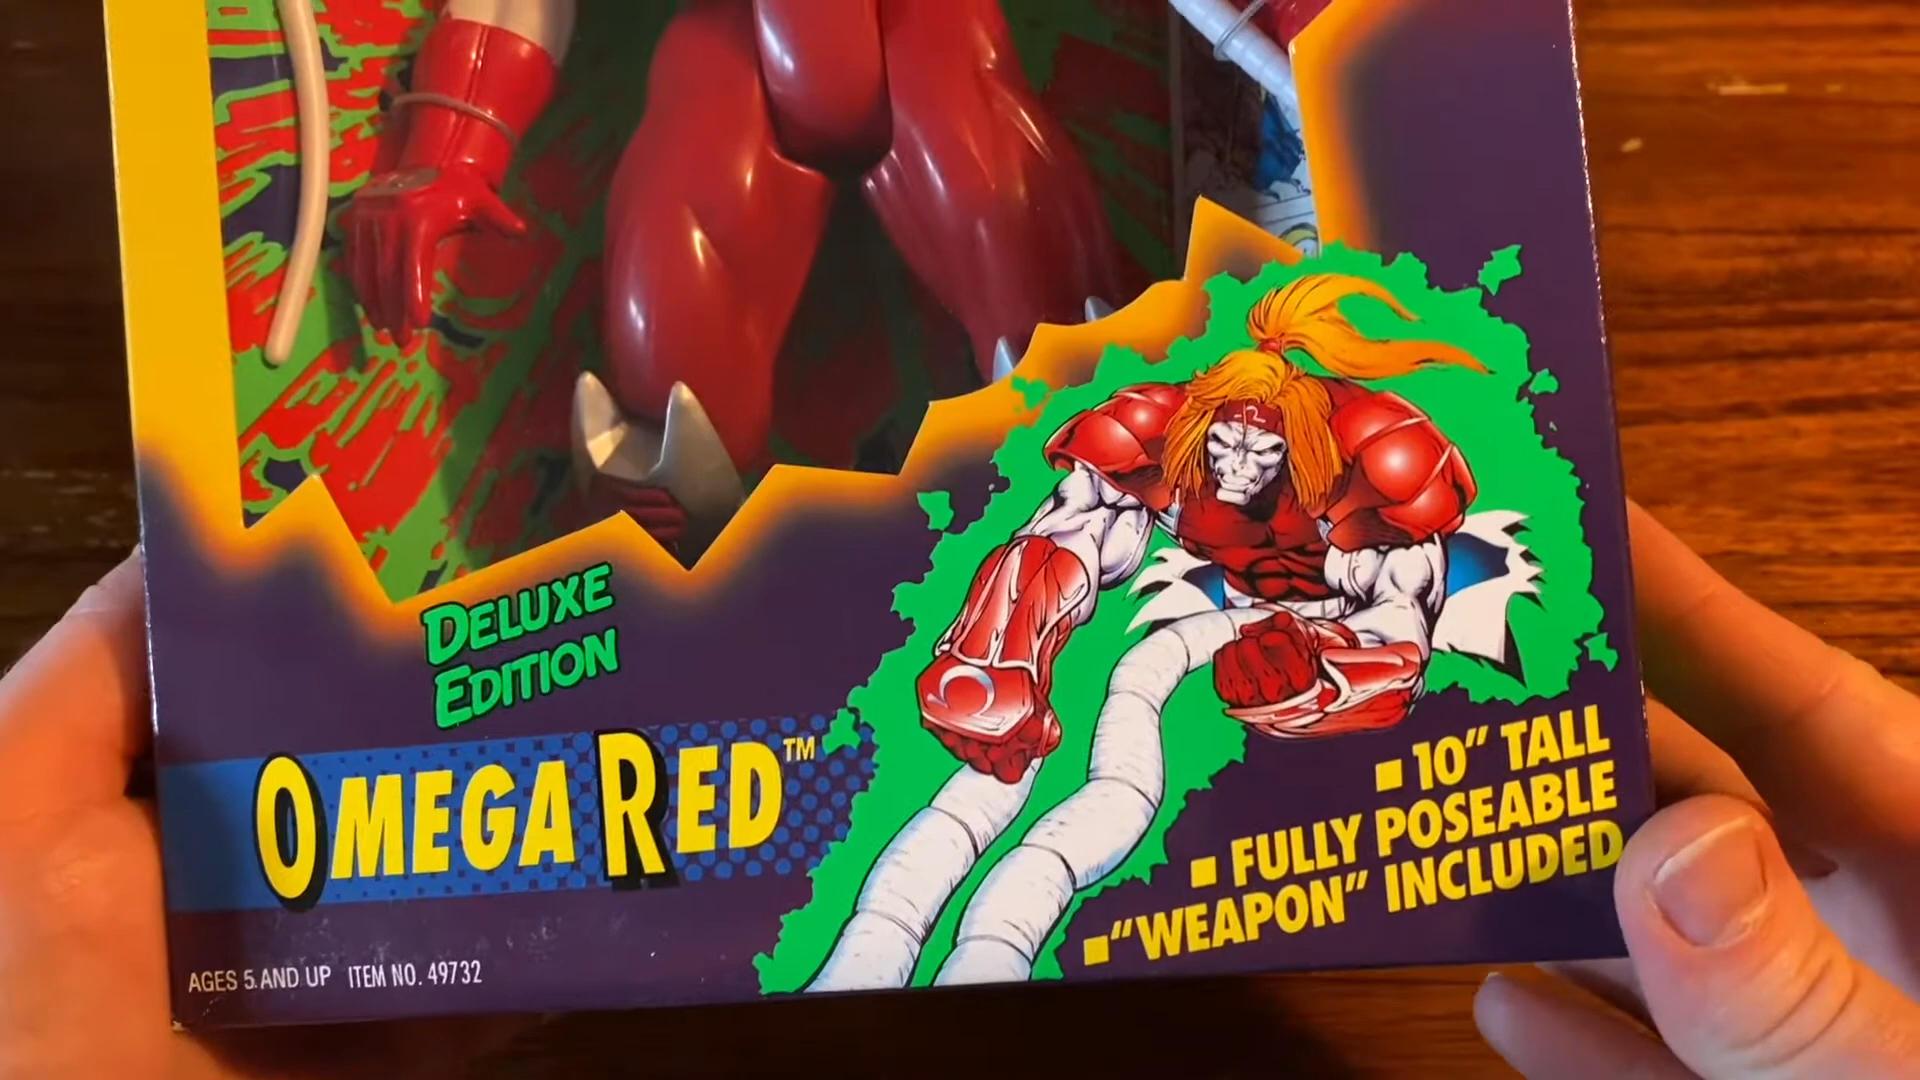 DELUXE
EDITION
OMEGA RED™
■ 10" TALL
■ FULLY POSEABLE
■ "WEAPON" INCLUDED
AGES 5 AND UP ITEM NO. 49732